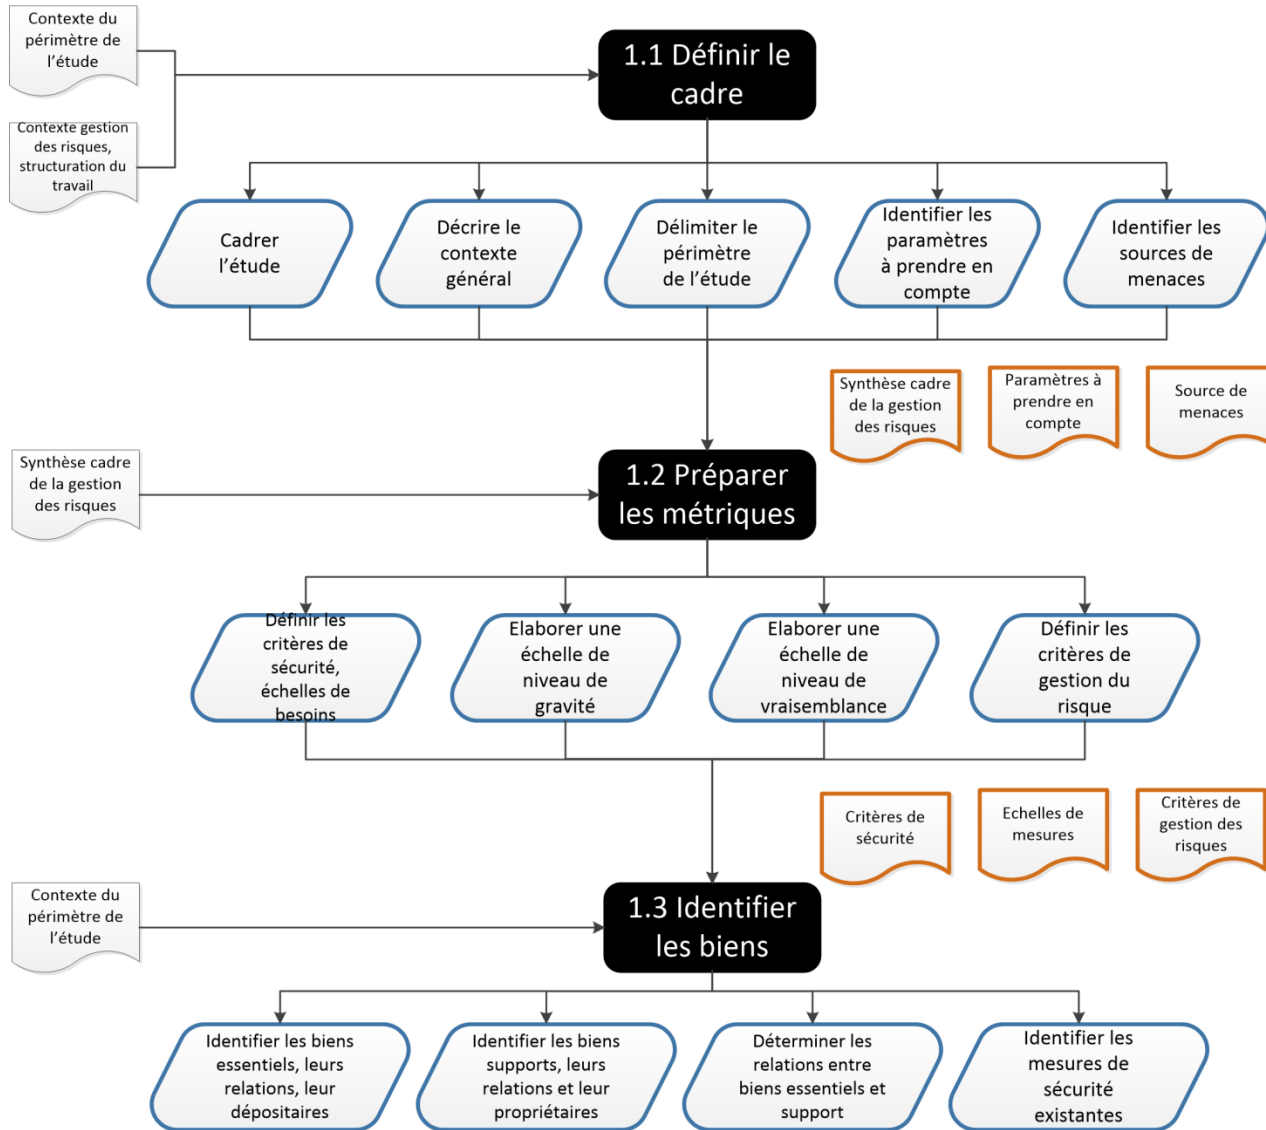 Contexte du
périmètre de
l’étude
1.1 Définir le
cadre
Contexte gestion
des risques,
structuration du
travail
Cadrer
l’étude
Décrire le
contexte
général
Délimiter le
périmètre
de l’étude
Identifier les
paramètres
à prendre en
compte
Identifier les
sources de
menaces
Synthèse cadre
de la gestion
des risques
Paramètres à
prendre en
compte
Source de
menaces
Synthèse cadre
de la gestion
des risques
1.2 Préparer
les métriques
Définir les
critères de
sécurité,
échelles de
besoins
Elaborer une
échelle de
niveau de
gravité
Elaborer une
échelle de
niveau de
vraisemblance
Définir les
critères de
gestion du
risque
Critères de
sécurité
Echelles de
mesures
Critères de
gestion des
risques
Contexte du
périmètre de
l’étude
1.3 Identifier
les biens
Identifier les biens
essentiels, leurs
relations, leur
dépositaires
Identifier les biens
supports, leurs
relations et leur
propriétaires
Déterminer les
relations entre
biens essentiels et
support
Identifier les
mesures de
sécurité
existantes